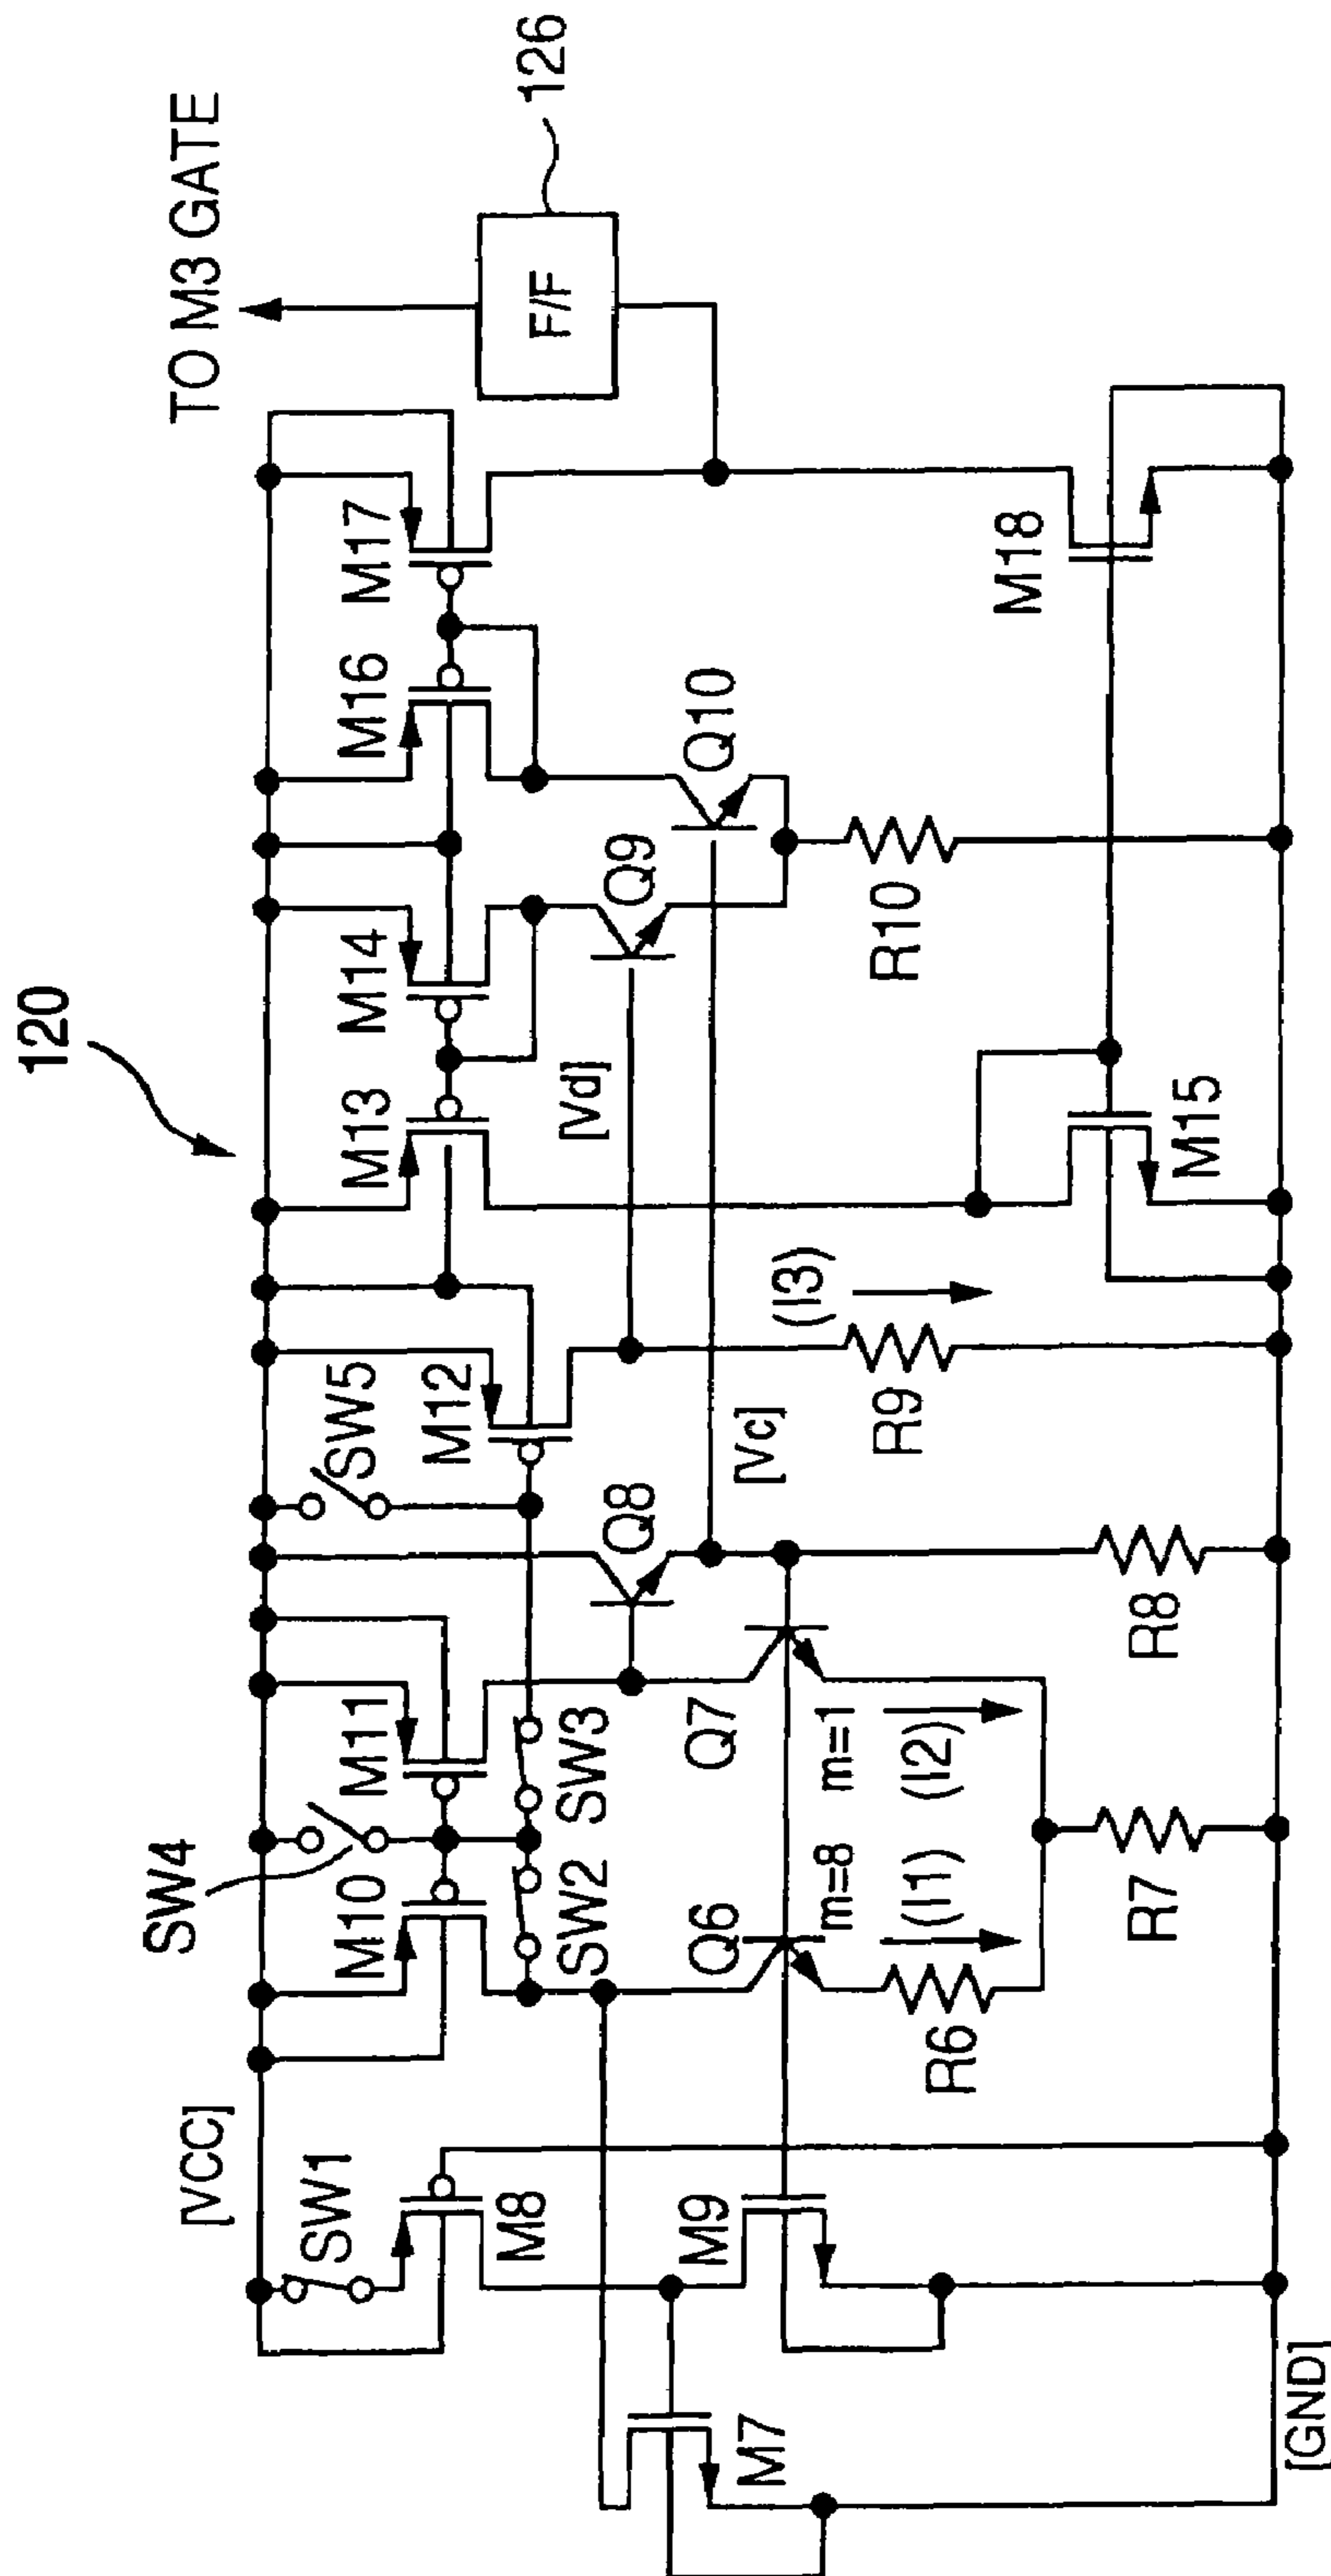 120
TO M3 GATE
126
F/F
[VCC]
SW1
SW4
SW5
M10
M11
M12
M13
M14
M16
M17
M8
SW2
SW3
Q8
[Vd]
Q9
Q10
M9
Q6
Q7
[Vc]
m=8
m=1
(I1)
(I2)
(I3)
M7
R6
R7
R8
R9
R10
M15
M18
[GND]